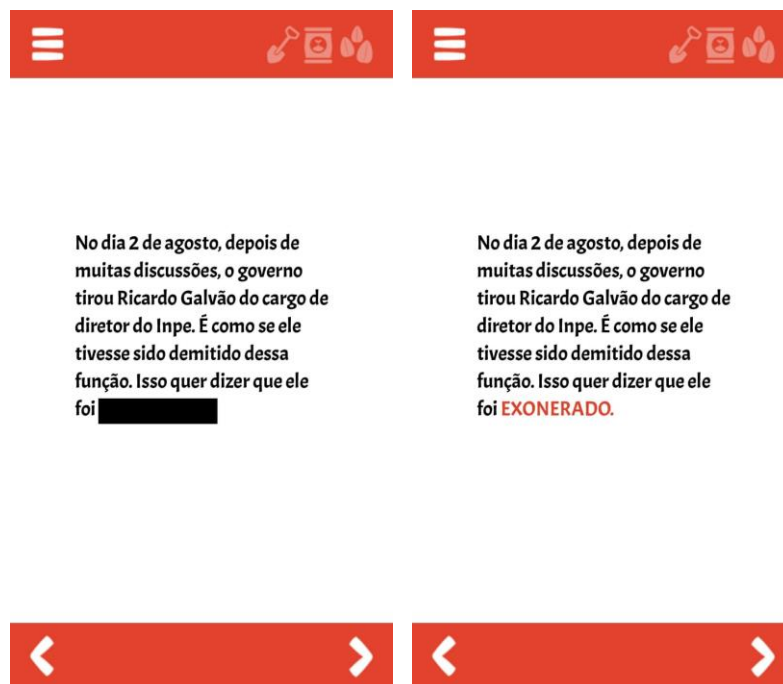 No dia 2 de agosto, depois de
muitas discussões, o governo
tirou Ricardo Galvão do cargo de
diretor do Inpe. É como se ele
tivesse sido demitido dessa
função. Isso quer dizer que ele
foi
No dia 2 de agosto, depois de
muitas discussões, o governo
tirou Ricardo Galvão do cargo de
diretor do Inpe. É como se ele
tivesse sido demitido dessa
função. Isso quer dizer que ele
foi EXONERADO.